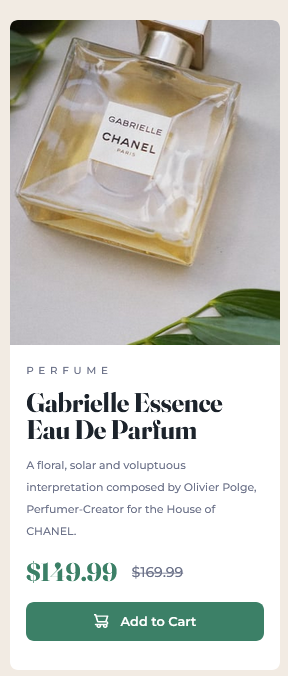 GABRIELLE
CHANEL
PARIS
PERFUME
Gabrielle Essence
Eau De Parfum
A floral, solar and voluptuous
interpretation composed by Olivier Polge,
Perfumer-Creator for the House of
CHANEL.
$149.99 $169.99
Add to Cart